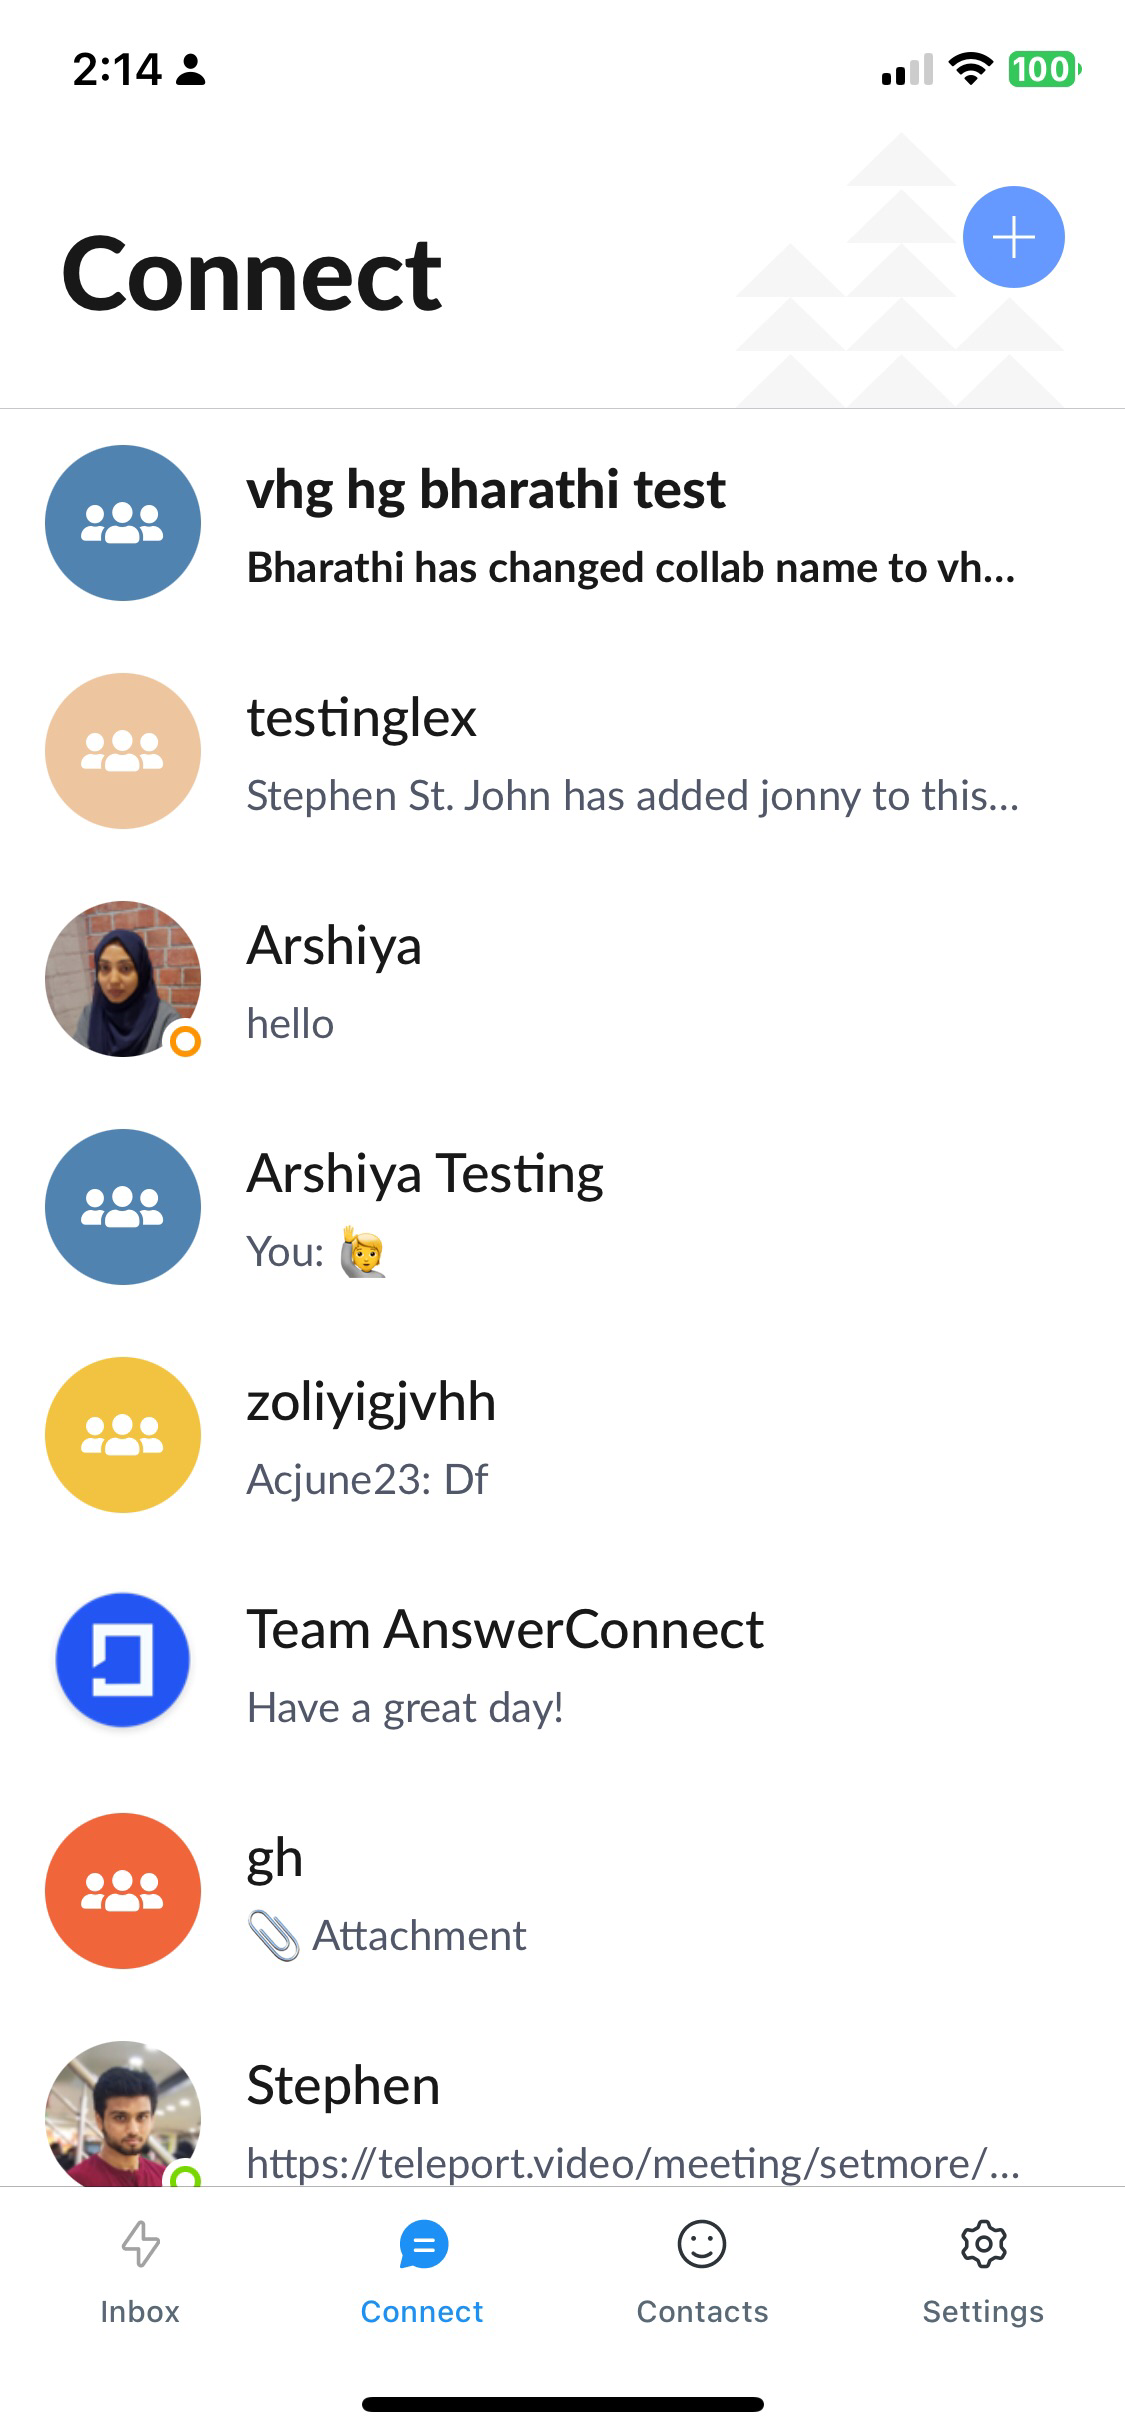 2:14
100
Connect
vhg hg bharathi test
Bharathi has changed collab name to vh...
testinglex
Stephen St. John has added jonny to this...
Arshiya
hello
Arshiya Testing
You: 🙋
zoliyigjvhh
Acjune23: Df
Team AnswerConnect
Have a great day!
gh
📎 Attachment
Stephen
https://teleport.video/meeting/setmore/...
Inbox
Connect
Contacts
Settings